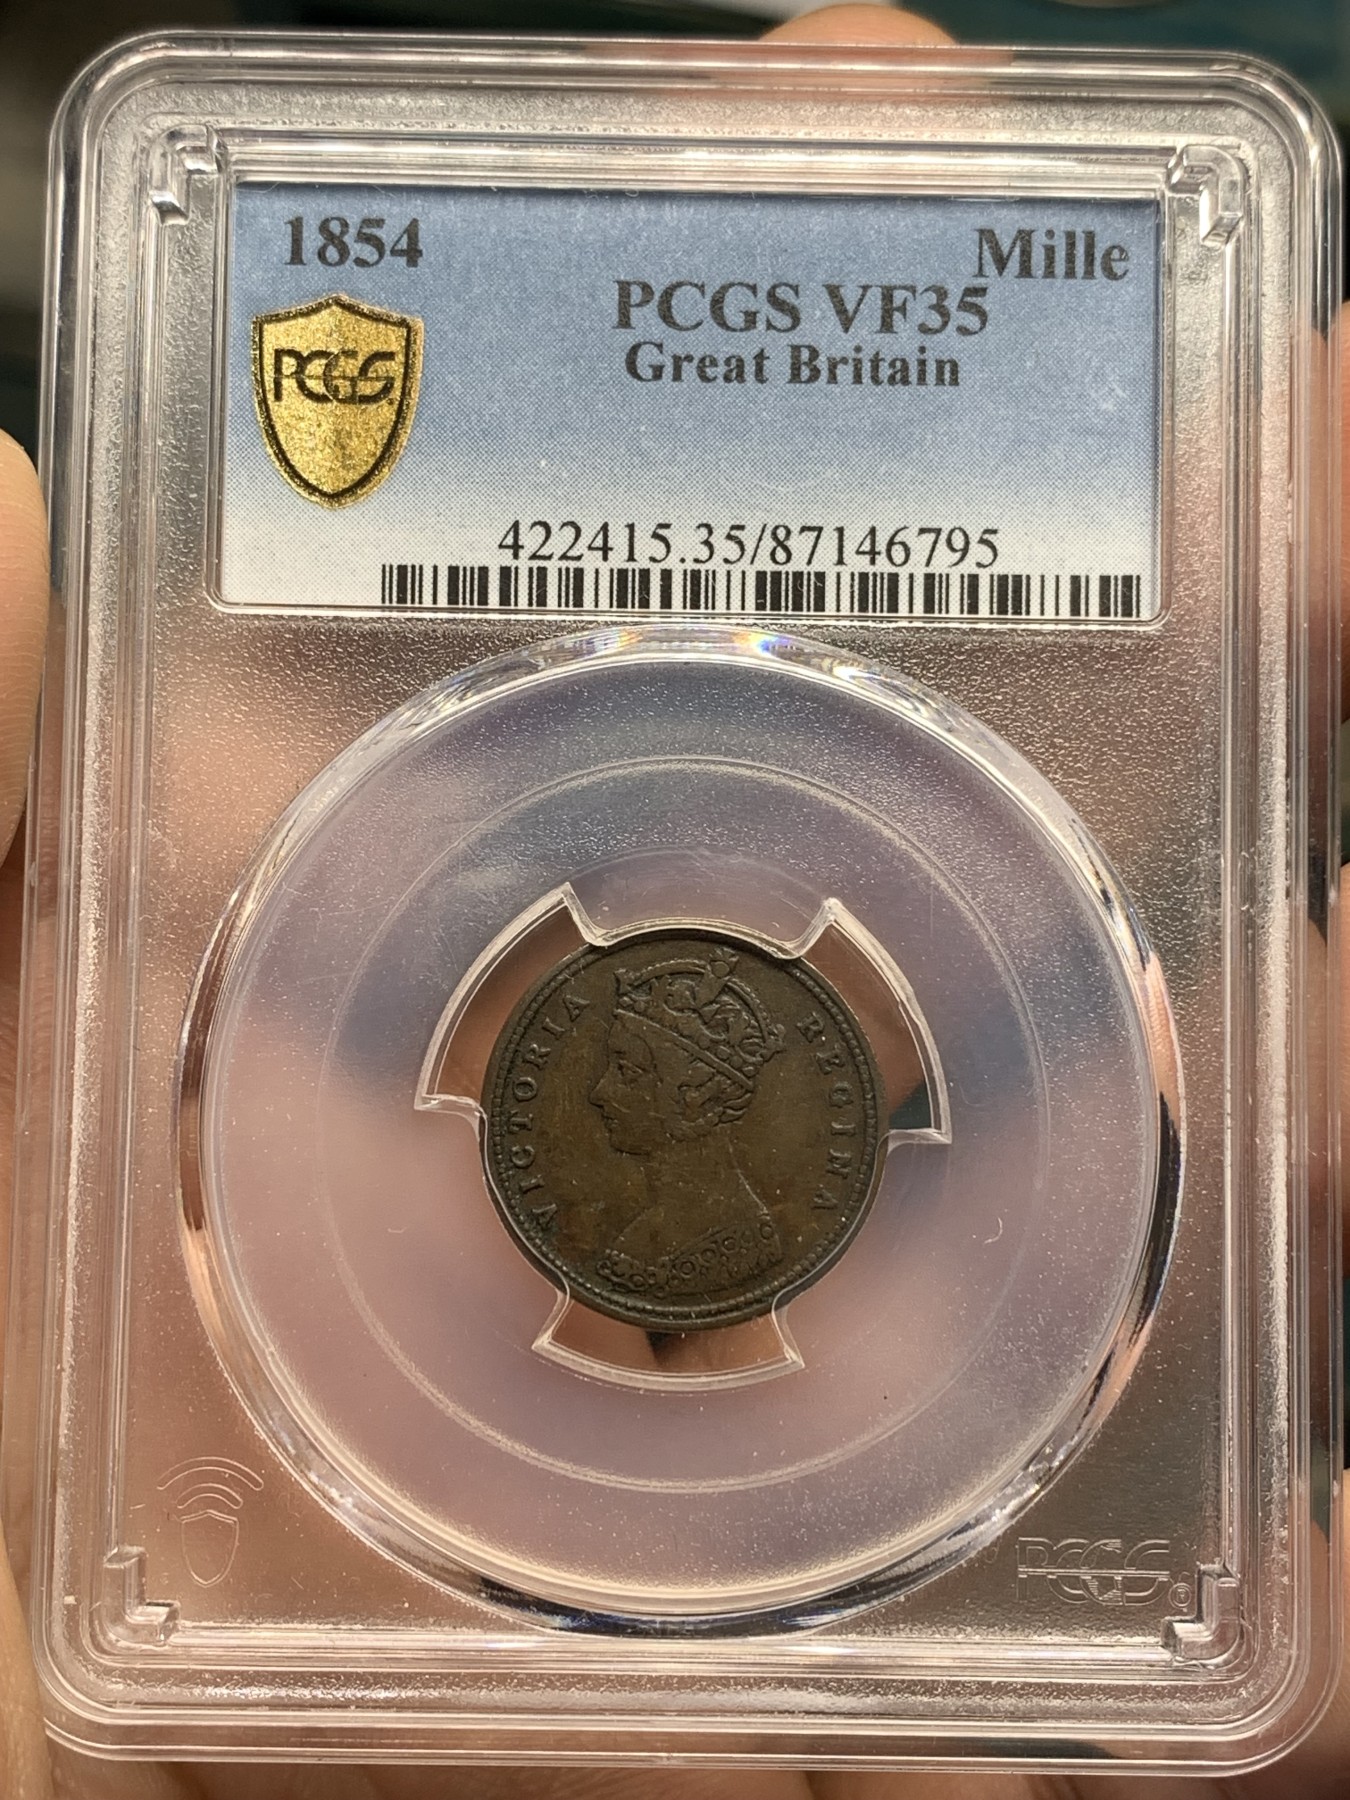 1854
Mille
PCGS VF35
Great Britain
PCGS
422415.35/87146795
VICTORIA REGINA
PCGS